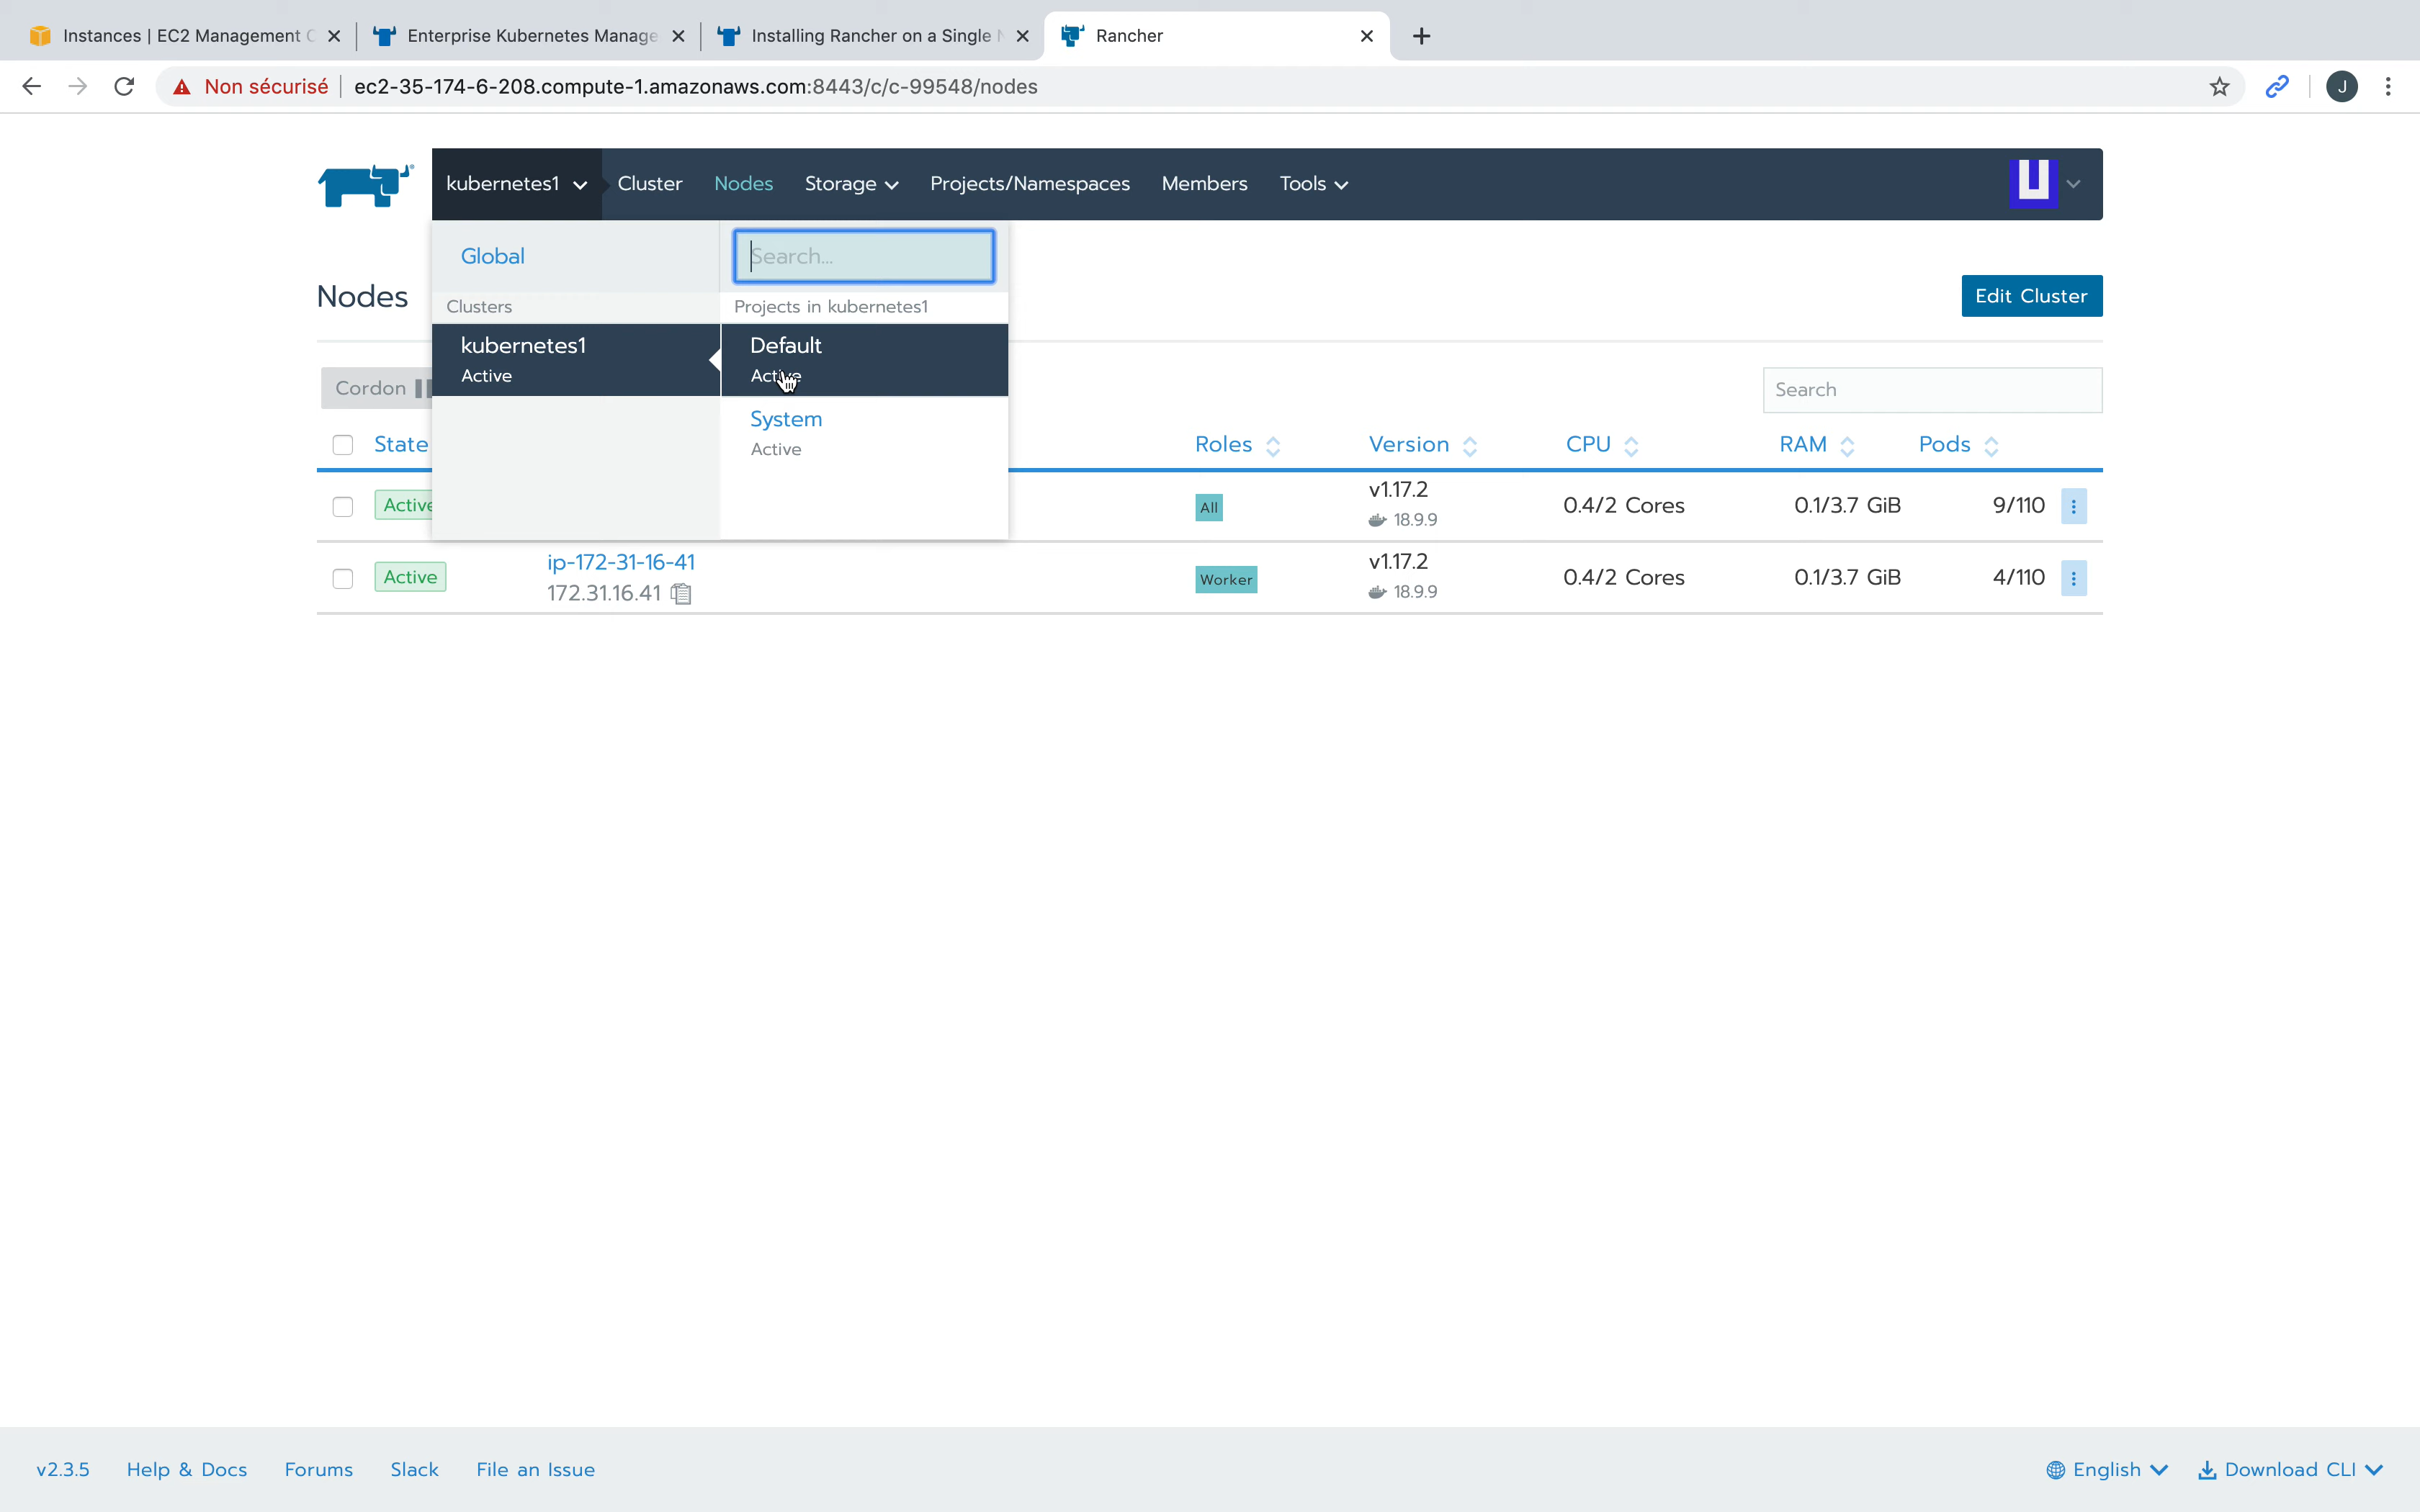 Instances | EC2 Management C
Enterprise Kubernetes Manage
Installing Rancher on a Single N
Rancher
Non sécurisé
ec2-35-174-6-208.compute-1.amazonaws.com:8443/c/c-99548/nodes
J
kubernetes1 Cluster Nodes Storage Projects/Namespaces Members Tools
Global
Search...
Nodes
Edit Cluster
Clusters
Projects in kubernetes1
kubernetes1
Active
Default
Active
System
Active
Cordon
Search
State Roles Version CPU RAM Pods
Active All v1.17.2 0.4/2 Cores 0.1/3.7 GiB 9/110
18.9.9
ip-172-31-16-41
Active Worker v1.17.2 0.4/2 Cores 0.1/3.7 GiB 4/110
172.31.16.41 18.9.9
v2.3.5 Help & Docs Forums Slack File an Issue English Download CLI